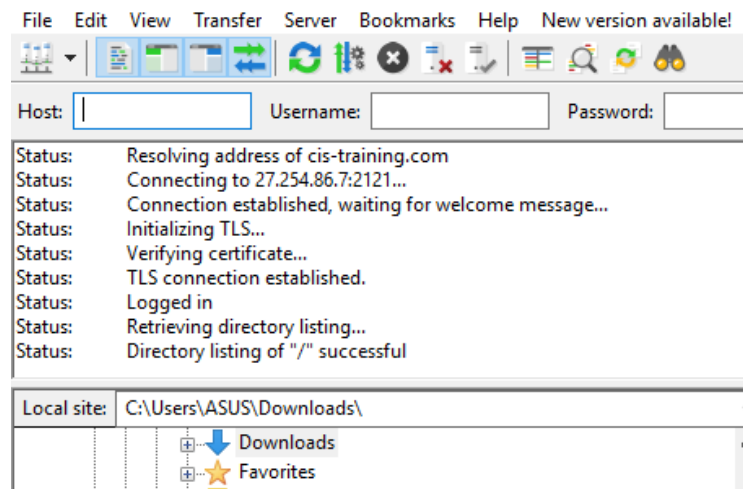 File Edit View Transfer Server Bookmarks Help New version available!
Host: Username: Password:
Status: Resolving address of cis-training.com
Status: Connecting to 27.254.86.7:2121...
Status: Connection established, waiting for welcome message...
Status: Initializing TLS...
Status: Verifying certificate...
Status: TLS connection established.
Status: Logged in
Status: Retrieving directory listing...
Status: Directory listing of "/" successful
Local site: C:\Users\ASUS\Downloads\
Downloads
Favorites